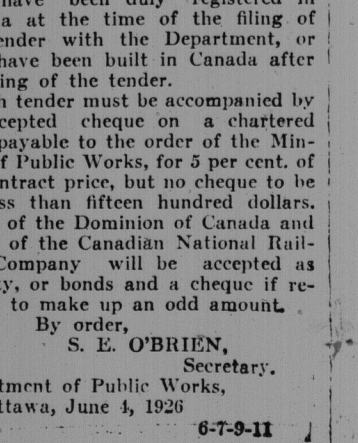 have been duly registered in
a at the time of the filing of
ender with the Department, or
have been built in Canada after
ing of the tender.
h tender must be accompanied by
cepted cheque on a chartered
payable to the order of the Min-
f Public Works, for 5 per cent. of
ntract price, but no cheque to be
ss than fifteen hundred dollars.
of the Dominion of Canada and
of the Canadian National Rail-
Company will be accepted as
y, or bonds and a cheque if re-
to make up an odd amount.
By order,
S. E. O'BRIEN,
Secretary.
tment of Public Works,
ttawa, June 4, 1926
6-7-9-11